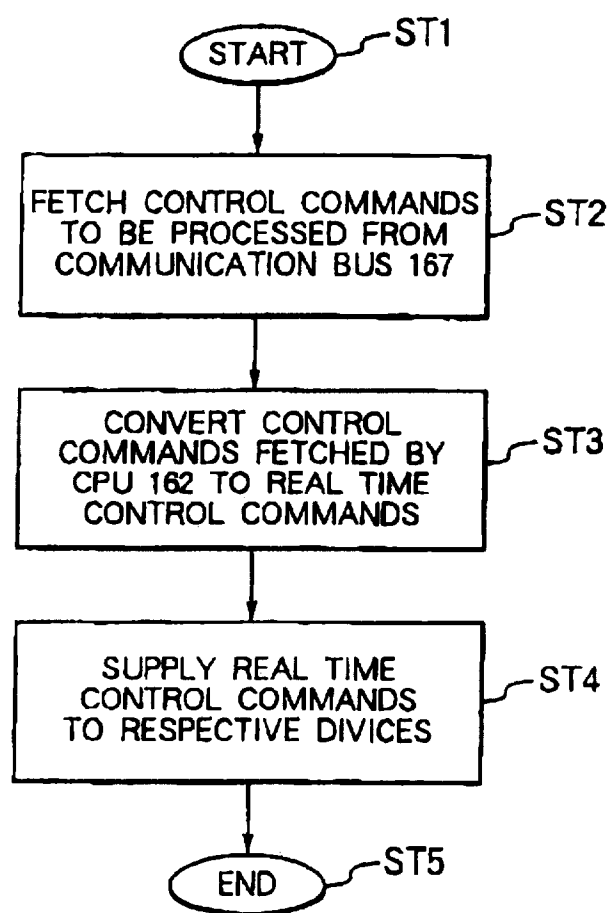 START
ST1
FETCH CONTROL COMMANDS
TO BE PROCESSED FROM
COMMUNICATION BUS 167
ST2
CONVERT CONTROL
COMMANDS FETCHED BY
CPU 162 TO REAL TIME
CONTROL COMMANDS
ST3
SUPPLY REAL TIME
CONTROL COMMANDS
TO RESPECTIVE DIVICES
ST4
END
ST5